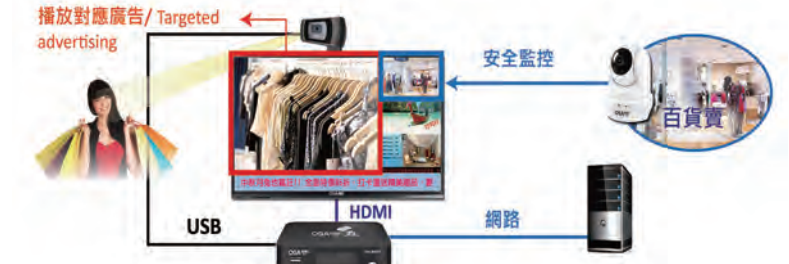 播放對應廣告/ Targeted
advertising
安全監控
百貨賣
HDMI
USB
網路